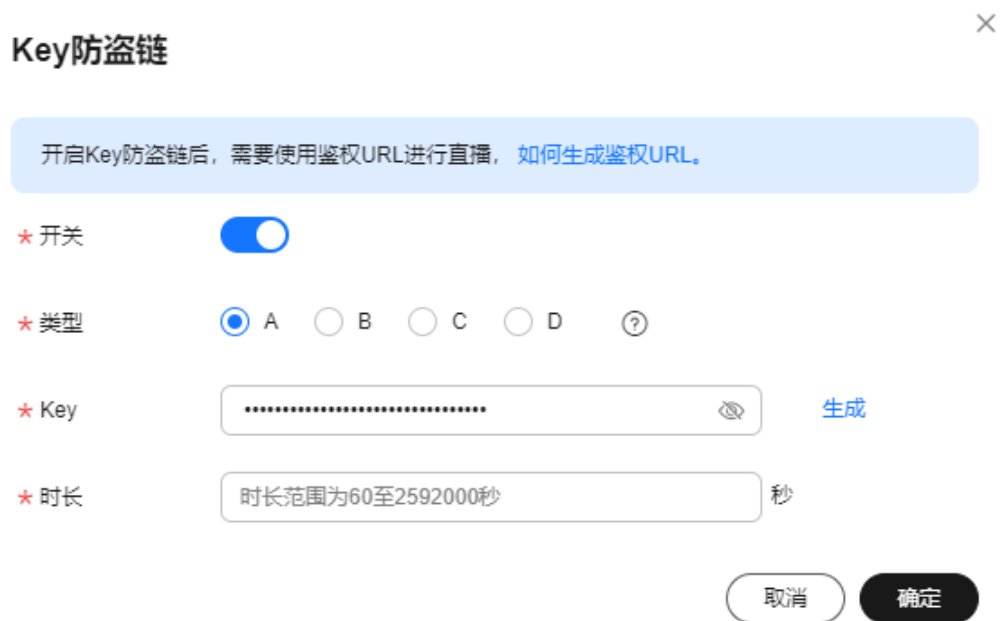 Key防盗链
开启Key防盗链后，需要使用鉴权URL进行直播， 如何生成鉴权URL。
* 开关
* 类型 A B C D ?
* Key •••••••••••••••••••••••••••••••• 生成
* 时长 时长范围为60至2592000秒 秒
取消 确定